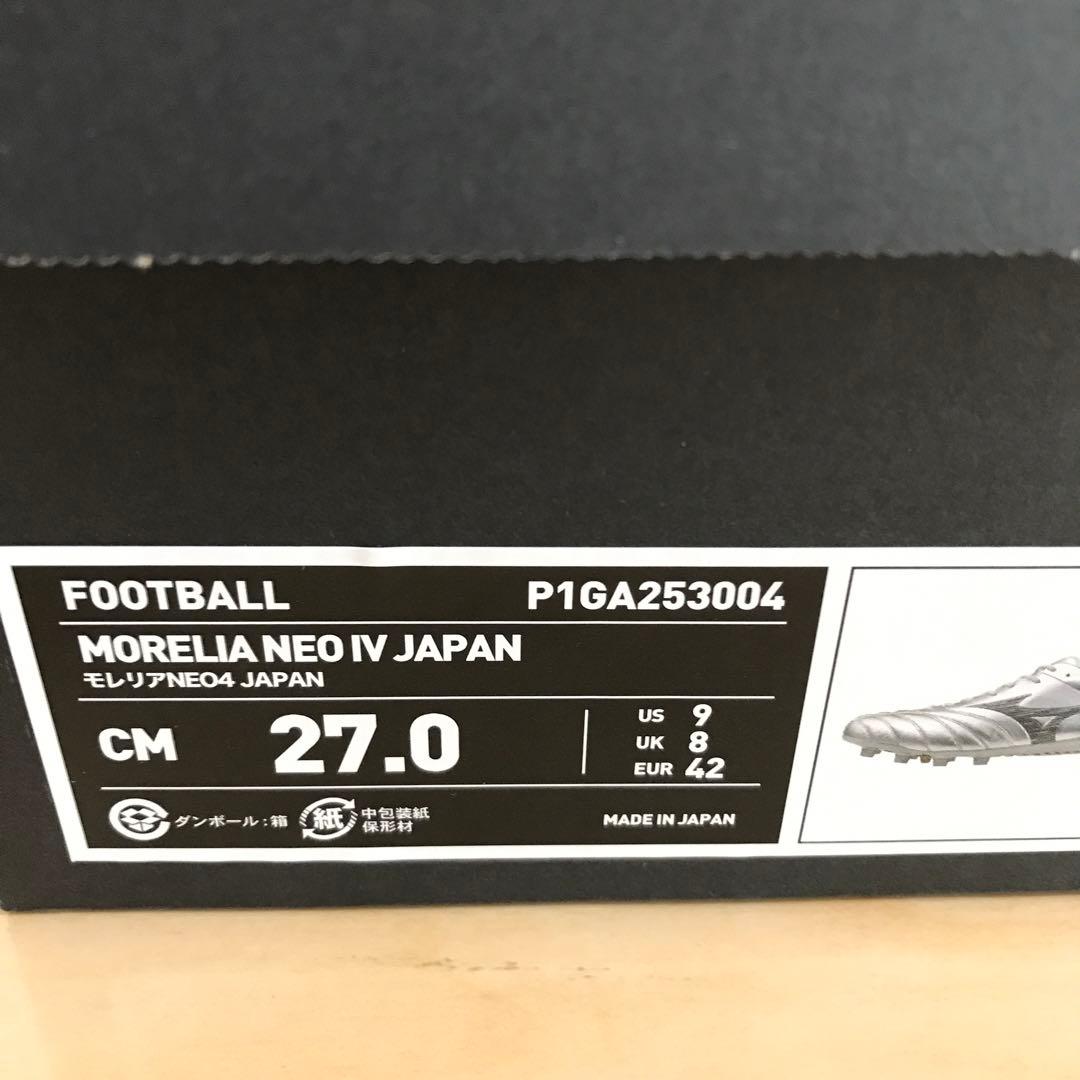 FOOTBALL P1GA253004
MORELIA NEO IV JAPAN
モレリアNEO4 JAPAN
CM 27.0
US 9
UK 8
EUR 42
ダンボール:箱 紙 中包装紙
保形材
MADE IN JAPAN